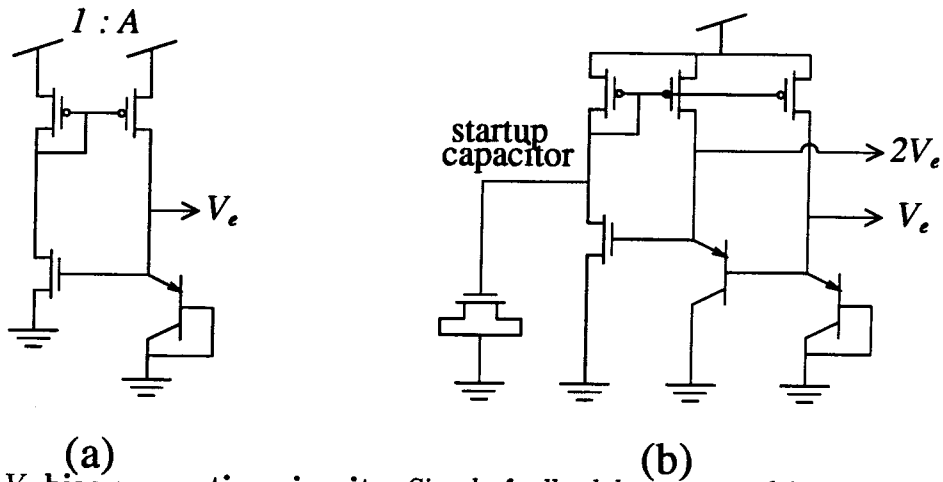 1 : A
startup
capacitor
2Vₑ
Vₑ
Vₑ
(a)
(b)